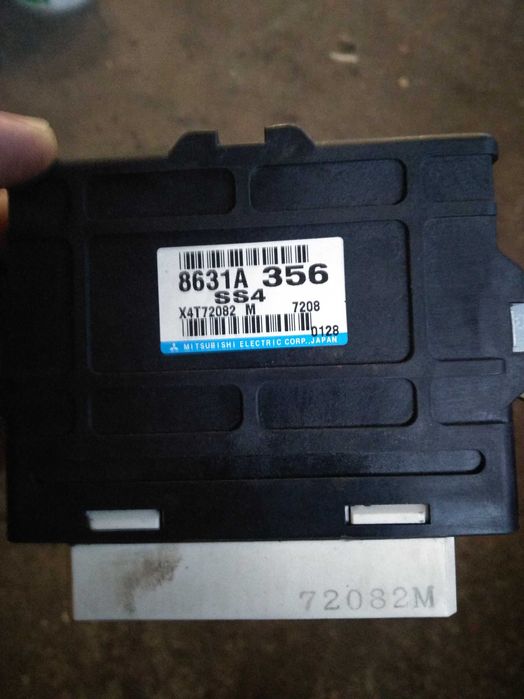 8631A 356
SS4
X4T72082 M 7208
D128
MITSUBISHI ELECTRIC CORP., JAPAN
72082M